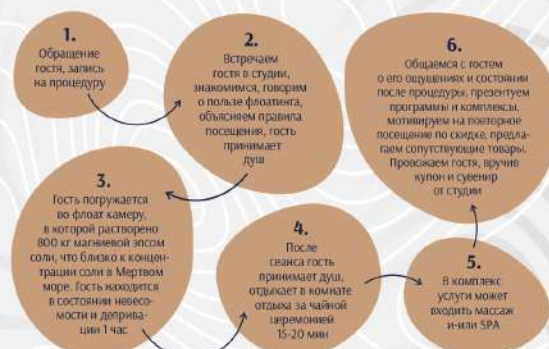 1.
Обращение
гостя, запись
на процедуру
2.
Встречаем
гостя в студии,
знакомимся, говорим
о пользе флоатинга,
объясняем правила
посещения, гость
принимает
душ
3.
Гость погружается
во флоат камеру,
в которой растворено
800 кг магниевой эпсом
соли, что близко к концен-
трации соли в Мертвом
море. Гость находится
в состоянии невесо-
мости и деприва-
ции 1 час
4.
После
сеанса гость
принимает душ,
отдыхает в комнате
отдыха за чайной
церемонией
15-20 мин
5.
В комплекс
услуги может
входить массаж
и-или SPA
6.
Общаемся с гостем
о его ощущениях и состоянии
после процедуры, презентуем
программы и комплексы,
мотивируем на повторное
посещение по скидке, предла-
гаем сопутствующие товары.
Провожаем гостя, вручив
купон и сувенир
от студии